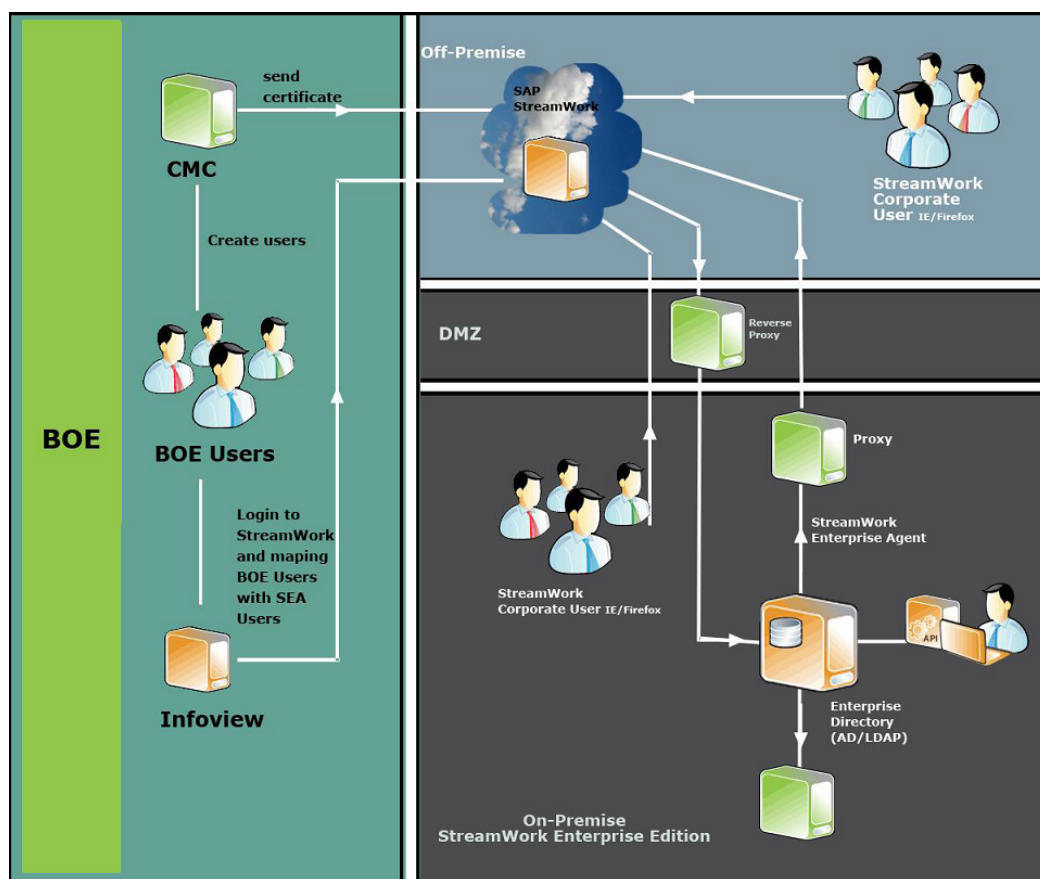 BOE
send
certificate
CMC
Create users
BOE Users
Login to
StreamWork
and maping
BOE Users
with SEA
Users
Infoview
Off-Premise
SAP
StreamWork
StreamWork
Corporate
User IE/Firefox
DMZ
Reverse
Proxy
Proxy
StreamWork
Enterprise Agent
StreamWork
Corporate User IE/Firefox
API
Enterprise
Directory
(AD/LDAP)
On-Premise
StreamWork Enterprise Edition